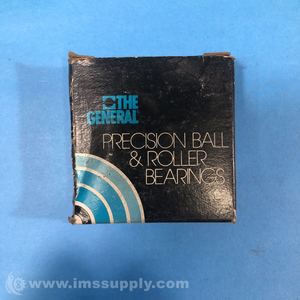 THE
GENERAL
PRECISION BALL
& ROLLER
BEARINGS
© www.imssupply.com